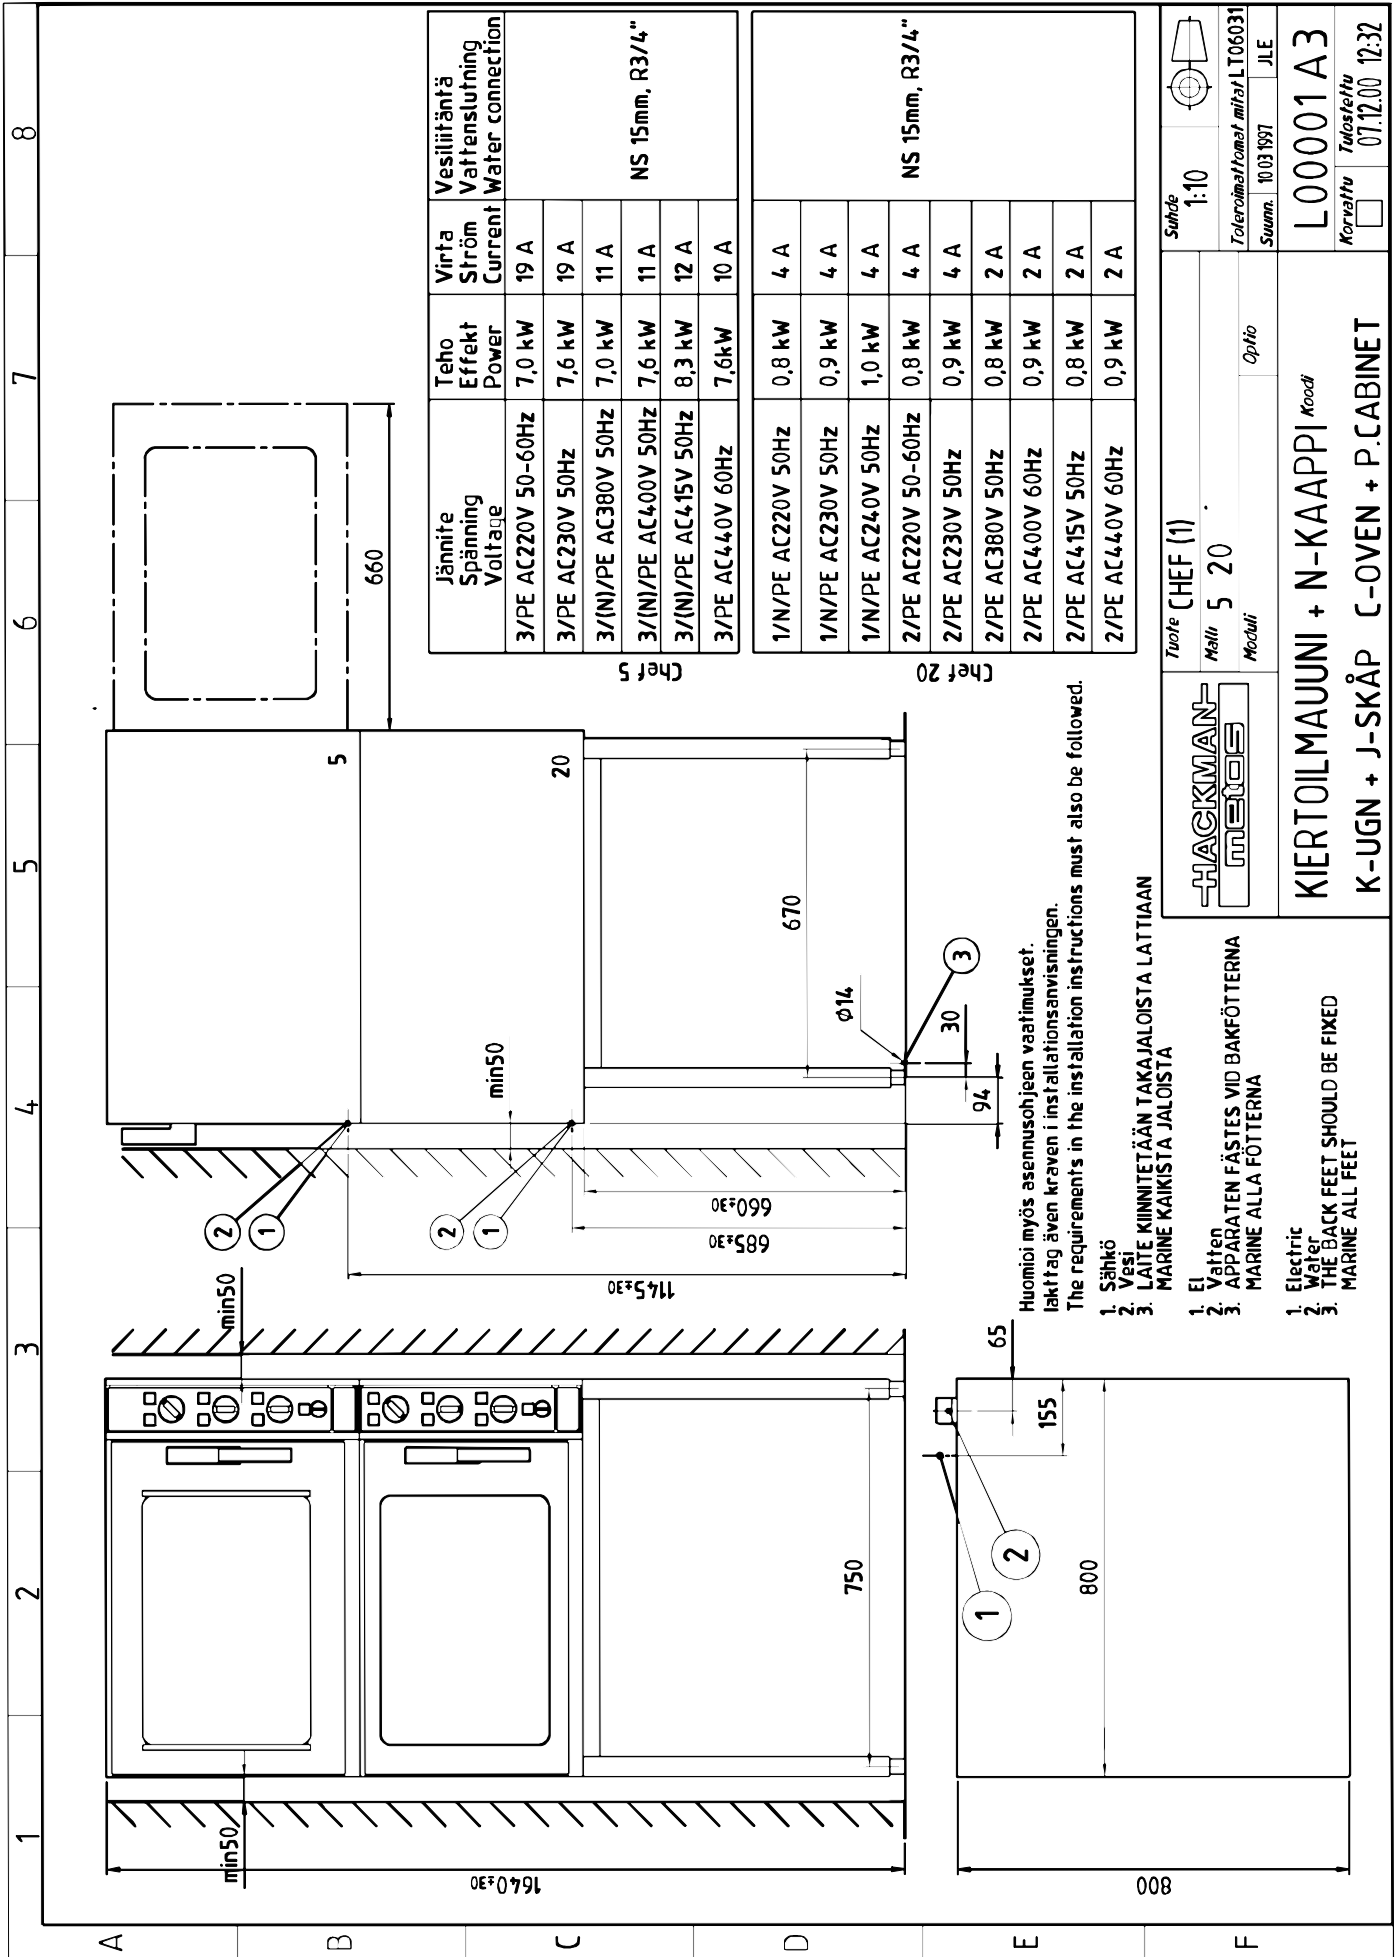 1 2 3 4 5 6 7 8
A
B
C
D
E
F
min50
min50
1640±30
750
660
5
20
min50
2
1
2
1
660±30
685±30
1145±30
670
Ø14
3
30
94
65
155
800
800
1
2
Jännite
Spänning
Voltage
Teho
Effekt
Power
Virta
Ström
Current
Vesiliitäntä
Vattenslutning
Water connection
Chef 5
3/PE AC220V 50-60Hz 7,0 kW 19 A
3/PE AC230V 50Hz 7,6 kW 19 A
3/(N)/PE AC380V 50Hz 7,0 kW 11 A
3/(N)/PE AC400V 50Hz 7,6 kW 11 A
3/(N)/PE AC415V 50Hz 8,3 kW 12 A
3/PE AC440V 60Hz 7,6kW 10 A
NS 15mm, R3/4"
Chef 20
1/N/PE AC220V 50Hz 0,8 kW 4 A
1/N/PE AC230V 50Hz 0,9 kW 4 A
1/N/PE AC240V 50Hz 1,0 kW 4 A
2/PE AC220V 50-60Hz 0,8 kW 4 A
2/PE AC230V 50Hz 0,9 kW 4 A
2/PE AC380V 50Hz 0,8 kW 2 A
2/PE AC400V 60Hz 0,9 kW 2 A
2/PE AC415V 50Hz 0,8 kW 2 A
2/PE AC440V 60Hz 0,9 kW 2 A
NS 15mm, R3/4"
Huomioi myös asennusohjeen vaatimukset.
Iakttag även kraven i installationsanvisningen.
The requirements in the installation instructions must also be followed.
1. Sähkö
2. Vesi
3. LAITE KIINNITETÄÄN TAKAJALOISTA LATTIAAN
MARINE KAIKISTA JALOISTA
1. El
2. Vatten
3. APPARATEN FÄSTES VID BAKFÖTTERNA
MARINE ALLA FÖTTERNA
1. Electric
2. Water
3. THE BACK FEET SHOULD BE FIXED
MARINE ALL FEET
HACKMAN
metos
Tuote CHEF (1)
Malli 5 20
Moduli
Optio
Suhde
1:10
Toleroimattomat mitat LT06031
Suunn. 10 03 1997 JLE
KIERTOILMAUUNI + N-KAAPPI Koodi
K-UGN + J-SKÅP C-OVEN + P.CABINET
L00001 A3
Korvattu
Tulostettu
07.12.00 12:32